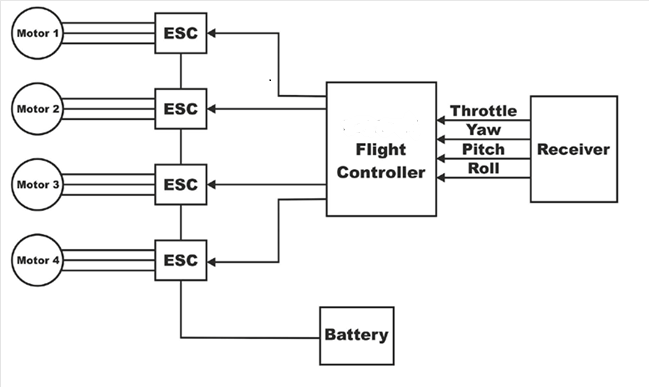 Motor 1
ESC
Motor 2
ESC
Motor 3
ESC
Motor 4
ESC
Flight
Controller
Throttle
Yaw
Pitch
Roll
Receiver
Battery